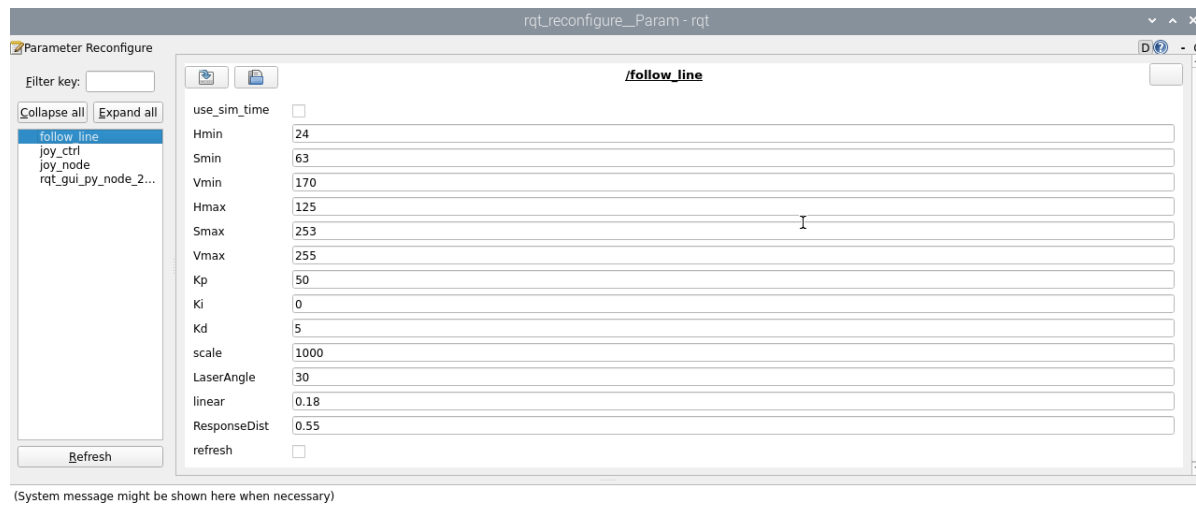 rqt_reconfigure__Param - rqt
Parameter Reconfigure
D
Filter key:
Collapse all Expand all
follow_line
joy_ctrl
joy_node
rqt_gui_py_node_2...
Refresh
/follow_line
use_sim_time
Hmin 24
Smin 63
Vmin 170
Hmax 125
Smax 253
Vmax 255
Kp 50
Ki 0
Kd 5
scale 1000
LaserAngle 30
linear 0.18
ResponseDist 0.55
refresh
(System message might be shown here when necessary)